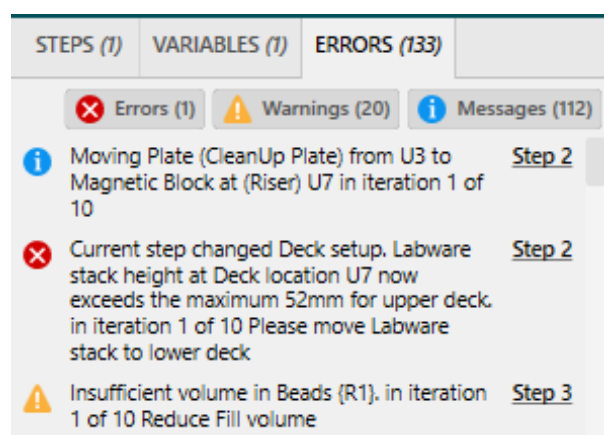 STEPS (1) VARIABLES (1) ERRORS (133)
Errors (1) Warnings (20) Messages (112)
Moving Plate (CleanUp Plate) from U3 to Step 2
Magnetic Block at (Riser) U7 in iteration 1 of
10
Current step changed Deck setup. Labware Step 2
stack height at Deck location U7 now
exceeds the maximum 52mm for upper deck.
in iteration 1 of 10 Please move Labware
stack to lower deck
Insufficient volume in Beads {R1}. in iteration Step 3
1 of 10 Reduce Fill volume